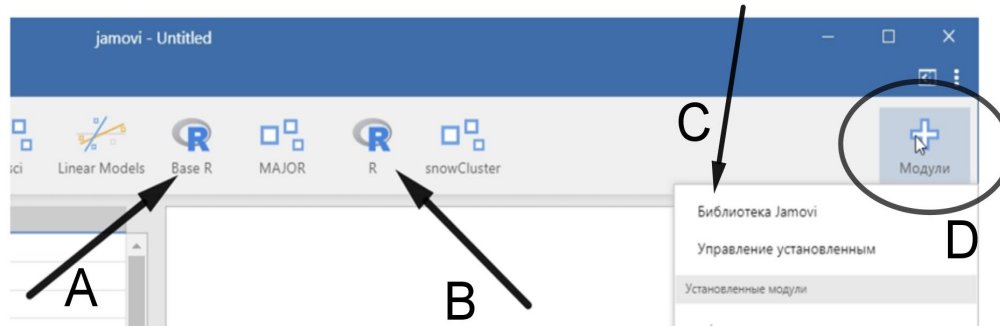 jamovi - Untitled
C
sci Linear Models Base R MAJOR R snowCluster Модули
Библиотека Jamovi
Управление установленным
D
A
B
Установленные модули